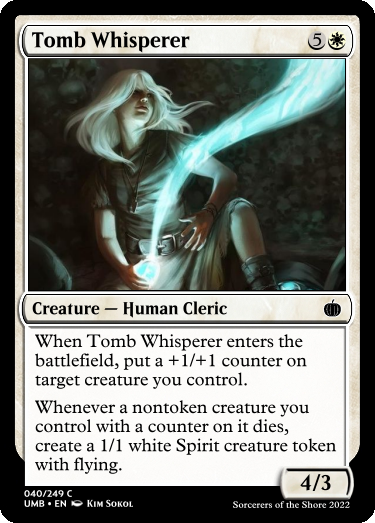 Tomb Whisperer 5
Creature — Human Cleric
When Tomb Whisperer enters the
battlefield, put a +1/+1 counter on
target creature you control.
Whenever a nontoken creature you
control with a counter on it dies,
create a 1/1 white Spirit creature token
with flying.
4/3
040/249 C
UMB • EN Kim Sokol
Sorcerers of the Shore 2022